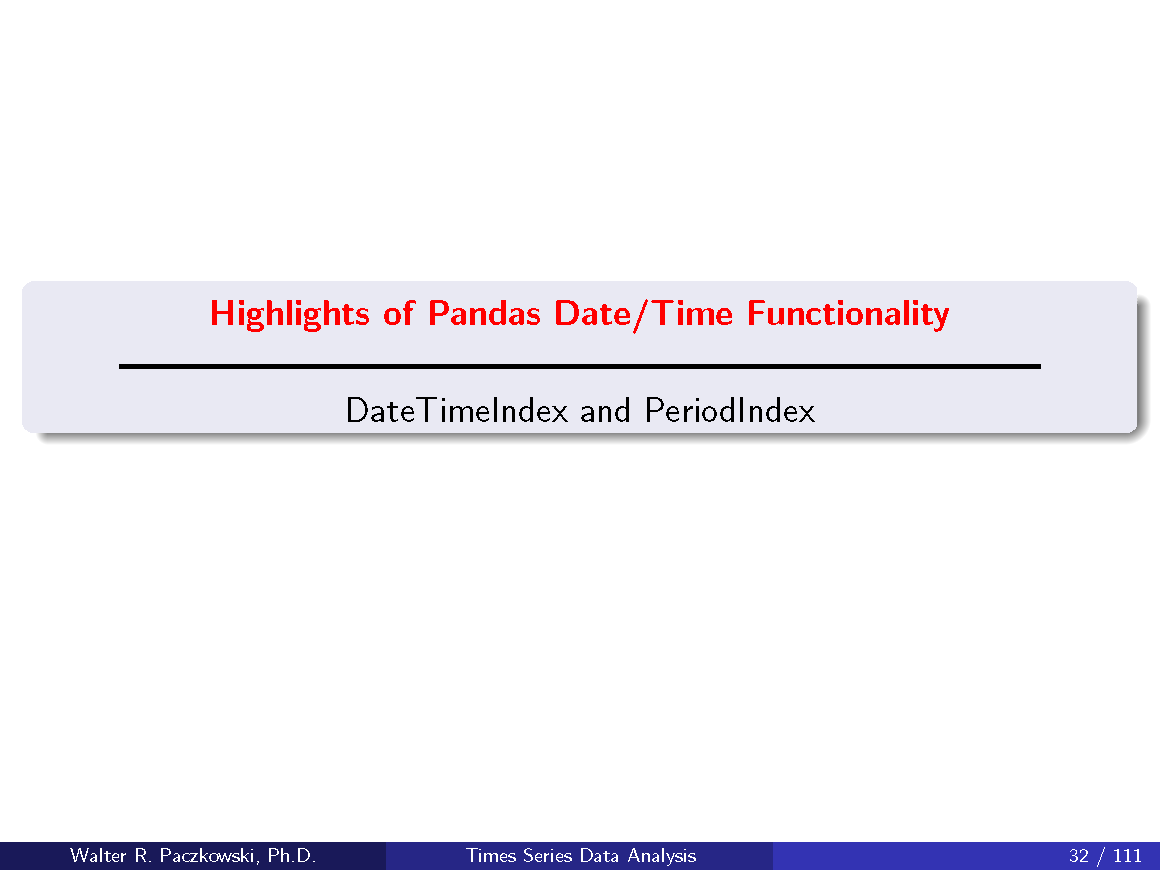 Highlights of Pandas Date/Time Functionality
DateTimeIndex and PeriodIndex
Walter R. Paczkowski, Ph.D.
Times Series Data Analysis
32 / 111